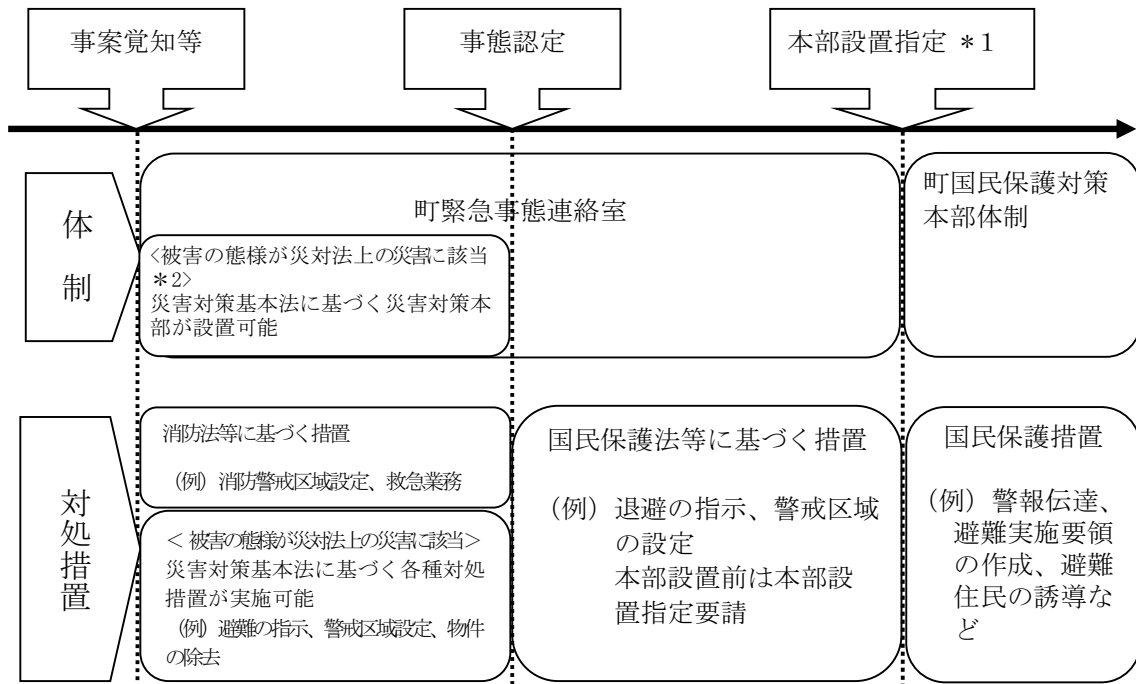 事案覚知等
事態認定
本部設置指定 *1
体
制
町緊急事態連絡室
<被害の態様が災対法上の災害に該当
*2>
災害対策基本法に基づく災害対策本
部が設置可能
町国民保護対策
本部体制
対
処
措
置
消防法等に基づく措置
(例)消防警戒区域設定、救急業務
< 被害の態様が災対法上の災害に該当>
災害対策基本法に基づく各種対処
措置が実施可能
(例)避難の指示、警戒区域設定、物件
の除去
国民保護法等に基づく措置
(例)退避の指示、警戒区域
の設定
本部設置前は本部設
置指定要請
国民保護措置
(例)警報伝達、
避難実施要領
の作成、避難
住民の誘導な
ど